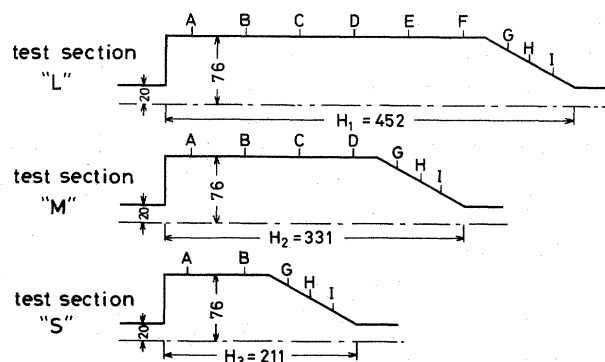 A B C D E F
G
H
I
test section
"L"
20
76
H₁ = 452
A B C D
G
H
I
test section
"M"
20
76
H₂ = 331
A B
G
H
I
test section
"S"
20
76
H₃ = 211